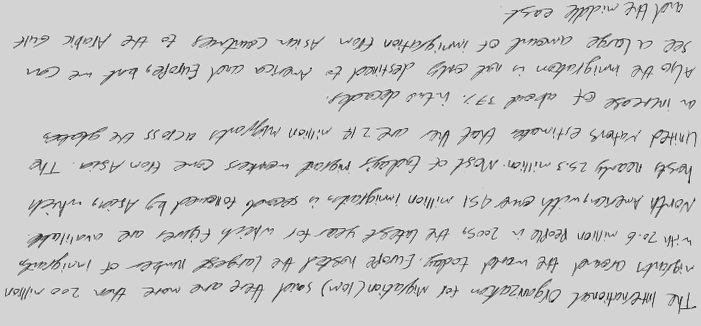 The International Organization for Migration (IOM) said there are more than 200 million
migrants around the world today. Europe hosted the largest number of immigrants,
with 70.6 million people in 2005, the latest year for which figures are available.
North America, with over 45.1 million immigrants, is second, followed by Asia, which
hosts nearly 25.3 million. Most of todays migrant workers come from Asia. The
United Nations estimates that there are 214 million migrants across the globe,
an increase of about 37% in two decades.
Also the immigration is not only destined to America and Europe, but we can
see a large amount of immigration from Asian countries to the Arabic Gulf
and the middle east.